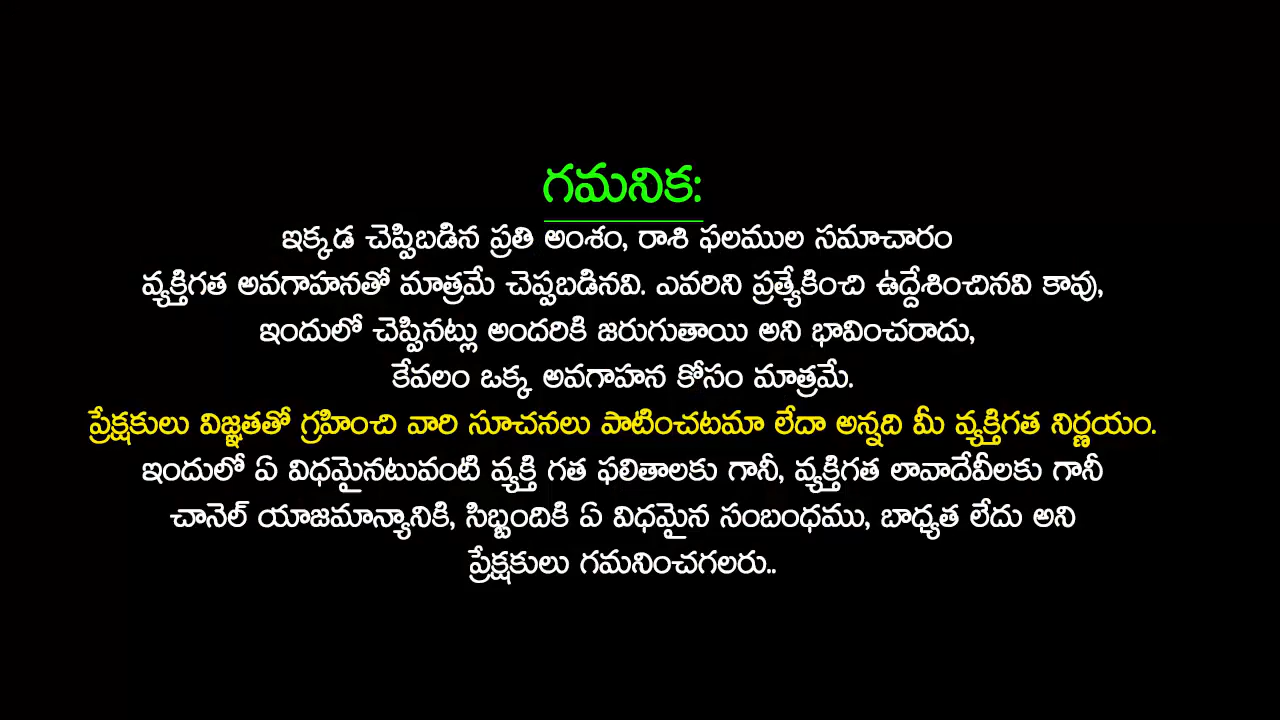 గమనిక:
ఇక్కడ చెప్పిబడిన ప్రతి అంశం, రాశి ఫలముల సమాచారం
వ్యక్తిగత అవగాహనతో మాత్రమే చెప్పబడినవి. ఎవరిని ప్రత్యేకించి ఉద్దేశించినవి కావు,
ఇందులో చెప్పినట్లు అందరికి జరుగుతాయి అని భావించరాదు,
కేవలం ఒక్క అవగాహన కోసం మాత్రమే.
ప్రేక్షకులు విజ్ఞతతో గ్రహించి వారి సూచనలు పాటించటమా లేదా అన్నది మీ వ్యక్తిగత నిర్ణయం.
ఇందులో ఏ విధమైనటువంటి వ్యక్తి గత ఫలితాలకు గానీ, వ్యక్తిగత లావాదేవీలకు గానీ
చానెల్ యాజమాన్యానికి, సిబ్బందికి ఏ విధమైన సంబంధము, బాధ్యత లేదు అని
ప్రేక్షకులు గమనించగలరు..